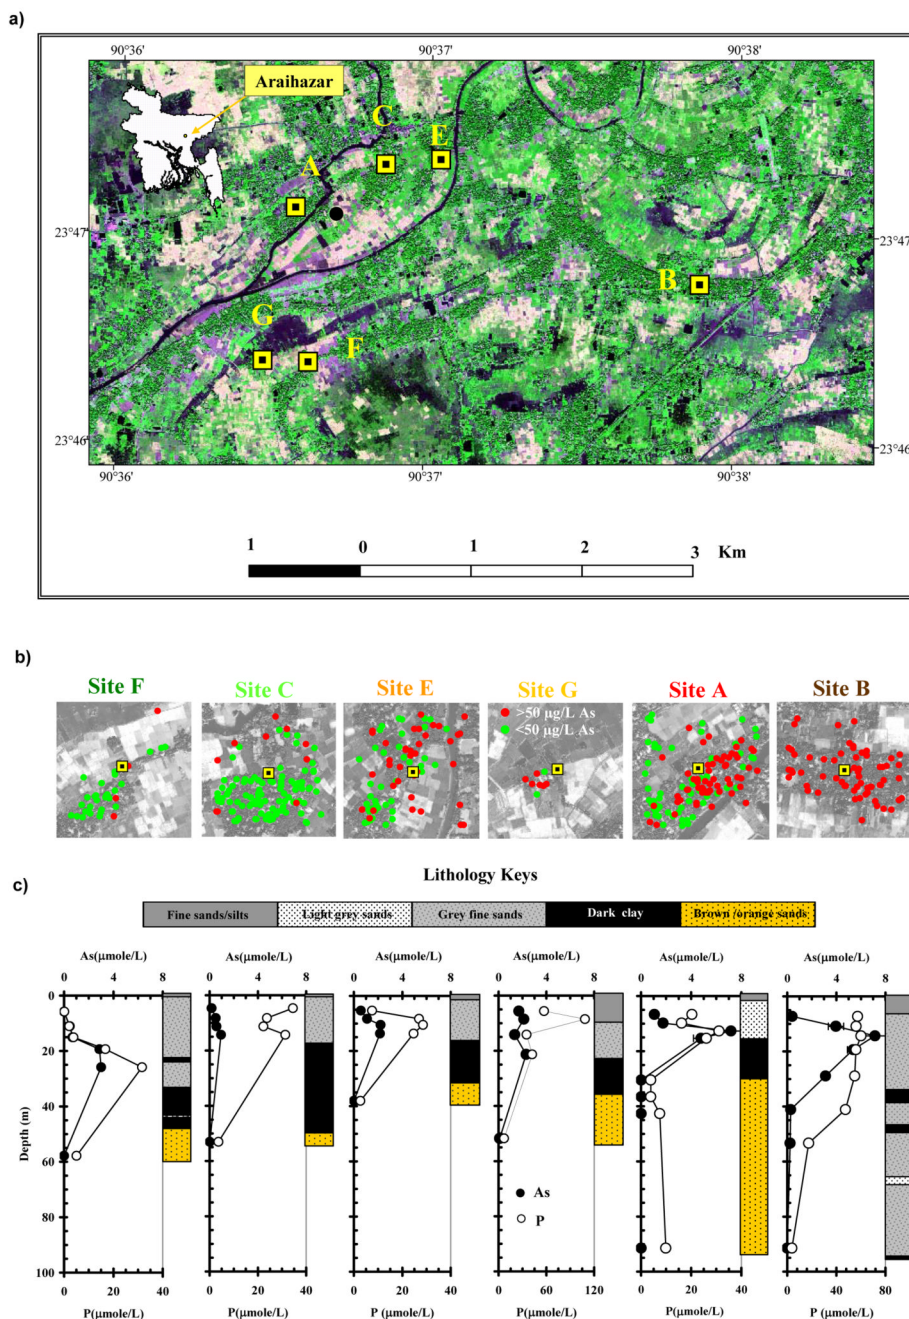 a)
90°36' 90°37' 90°38'
Araihazar
C
E
A
23°47' 23°47'
B
G
F
23°46' 23°46'
90°36' 90°37' 90°38'
1 0 1 2 3 Km
b)
Site F Site C Site E Site G Site A Site B
>50 µg/L As
<50 µg/L As
c)
Lithology Keys
Fine sands/silts Light grey sands Grey fine sands Dark clay Brown /orange sands
As(µmole/L) As(µmole/L) As(µmole/L) As(µmole/L) As(µmole/L) As(µmole/L)
0 4 8 0 4 8 0 4 8 0 4 8 0 4 8 0 4 8
0
20
40
Depth (m)
60
As
P
80
100
0 20 40 0 20 40 0 20 40 0 40 80 120 0 20 40 0 20 40 60 80
P(µmole/L) P(µmole/L) P(µmole/L) P(µmole/L) P(µmole/L) P (µmole/L)